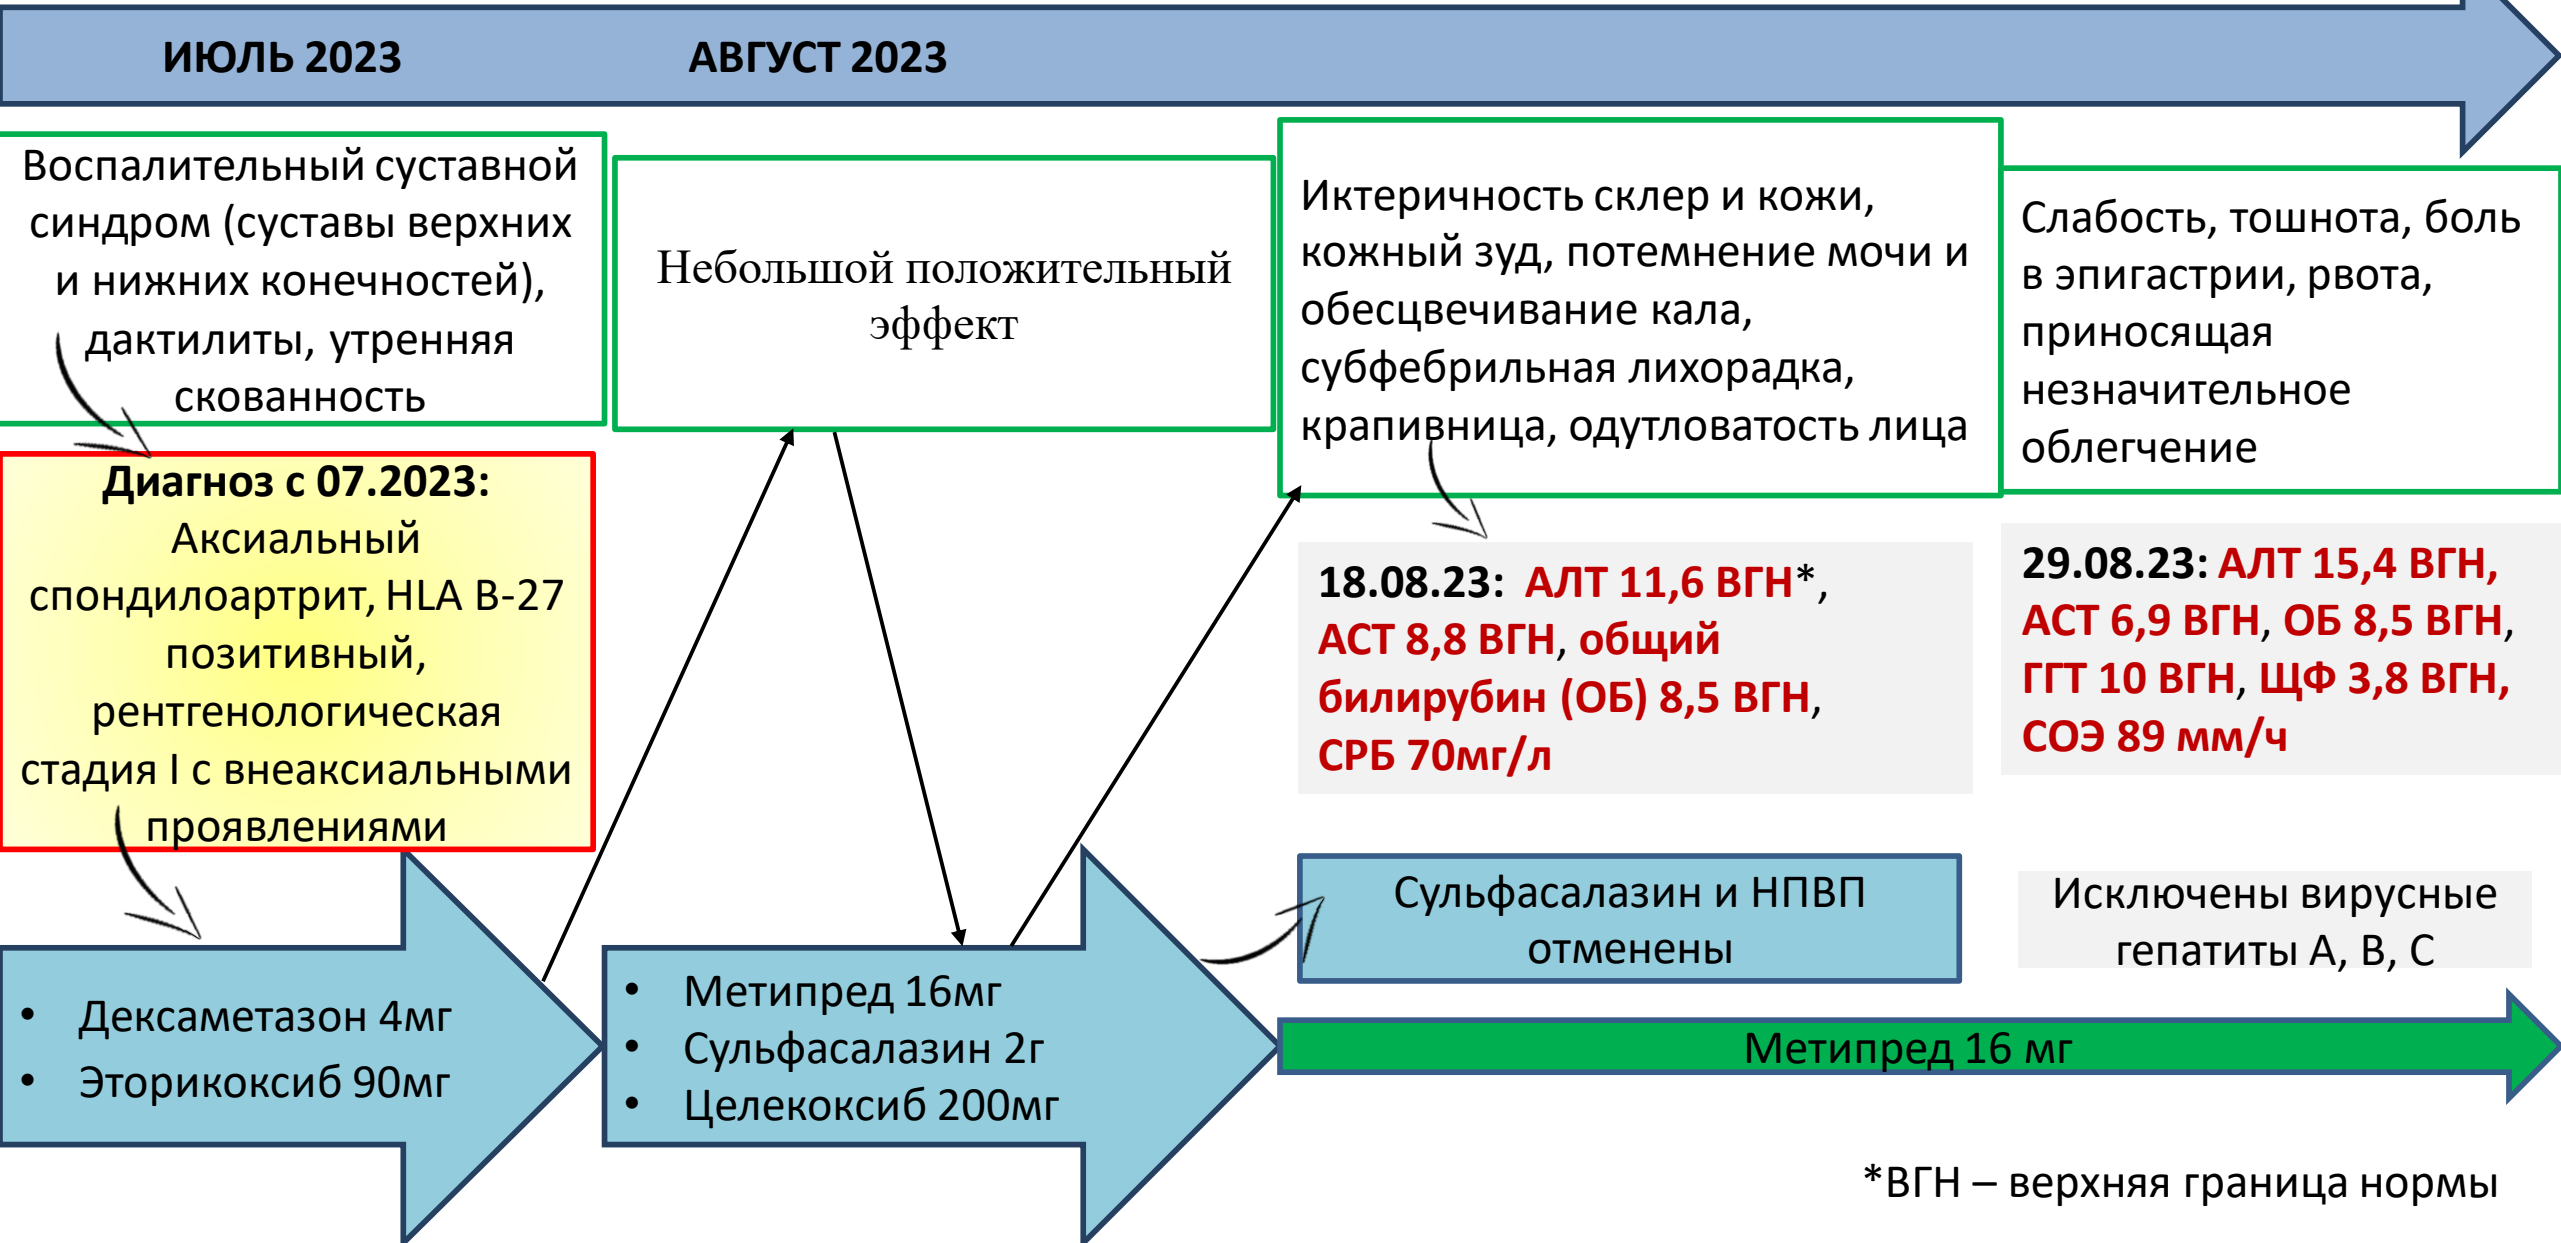 ИЮЛЬ 2023
АВГУСТ 2023
Воспалительный суставной
синдром (суставы верхних
и нижних конечностей),
дактилиты, утренняя
скованность
Небольшой положительный
эффект
Иктеричность склер и кожи,
кожный зуд, потемнение мочи и
обесцвечивание кала,
субфебрильная лихорадка,
крапивница, одутловатость лица
Слабость, тошнота, боль
в эпигастрии, рвота,
приносящая
незначительное
облегчение
Диагноз с 07.2023:
Аксиальный
спондилоартрит, HLA B-27
позитивный,
рентгенологическая
стадия I с внеаксиальными
проявлениями
18.08.23: АЛТ 11,6 ВГН*,
АСТ 8,8 ВГН, общий
билирубин (ОБ) 8,5 ВГН,
СРБ 70мг/л
29.08.23: АЛТ 15,4 ВГН,
АСТ 6,9 ВГН, ОБ 8,5 ВГН,
ГГТ 10 ВГН, ЩФ 3,8 ВГН,
СОЭ 89 мм/ч
• Дексаметазон 4мг
• Эторикоксиб 90мг
• Метипред 16мг
• Сульфасалазин 2г
• Целекоксиб 200мг
Сульфасалазин и НПВП
отменены
Исключены вирусные
гепатиты А, В, С
Метипред 16 мг
*ВГН – верхняя граница нормы